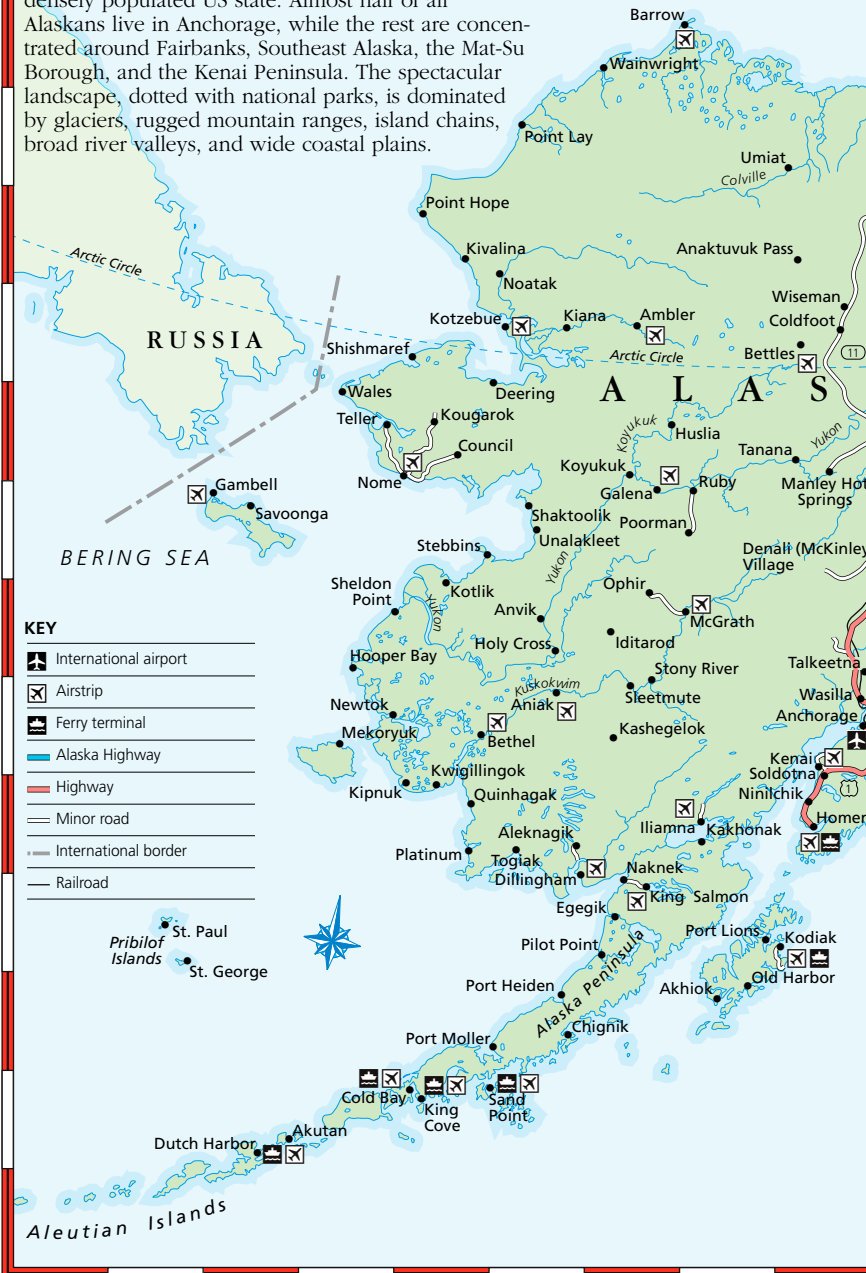 densely populated US state. Almost half of all
Alaskans live in Anchorage, while the rest are concen-
trated around Fairbanks, Southeast Alaska, the Mat-Su
Borough, and the Kenai Peninsula. The spectacular
landscape, dotted with national parks, is dominated
by glaciers, rugged mountain ranges, island chains,
broad river valleys, and wide coastal plains.
Barrow
Wainwright
Point Lay
Umiat
Colville
Point Hope
Arctic Circle
Kivalina
Anaktuvuk Pass
Noatak
Wiseman
Kotzebue
Kiana
Ambler
Coldfoot
RUSSIA
Shishmaref
Arctic Circle
Bettles
11
Wales
Deering
A L A S
Teller
Kougarok
Koyukuk
Huslia
Yukon
Council
Tanana
Koyukuk
Nome
Galena
Ruby
Manley Hot
Springs
Gambell
Savoonga
Shaktoolik
Poorman
Unalakleet
BERING SEA
Stebbins
Yukon
Denali (McKinley
Village
Sheldon
Point
Kotlik
Yukon
Ophir
Anvik
McGrath
KEY
Holy Cross
Iditarod
International airport
Hooper Bay
Stony River
Talkeetna
Airstrip
Kuskokwim
Aniak
Sleetmute
Wasilla
Newtok
Anchorage
Ferry terminal
Mekoryuk
Bethel
Kashegelok
Alaska Highway
Kenai
Soldotna
Kwigillingok
Highway
Kipnuk
Quinhagak
Ninilchik
1
Minor road
Aleknagik
Iliamna
Kakhonak
Homer
International border
Platinum
Togiak
Dillingham
Naknek
Railroad
King Salmon
Egegik
St. Paul
Pribilof
Islands
Port Lions
Kodiak
Pilot Point
St. George
Old Harbor
Port Heiden
Alaska Peninsula
Akhiok
Chignik
Port Moller
Cold Bay
King
Cove
Sand
Point
Akutan
Dutch Harbor
Aleutian Islands